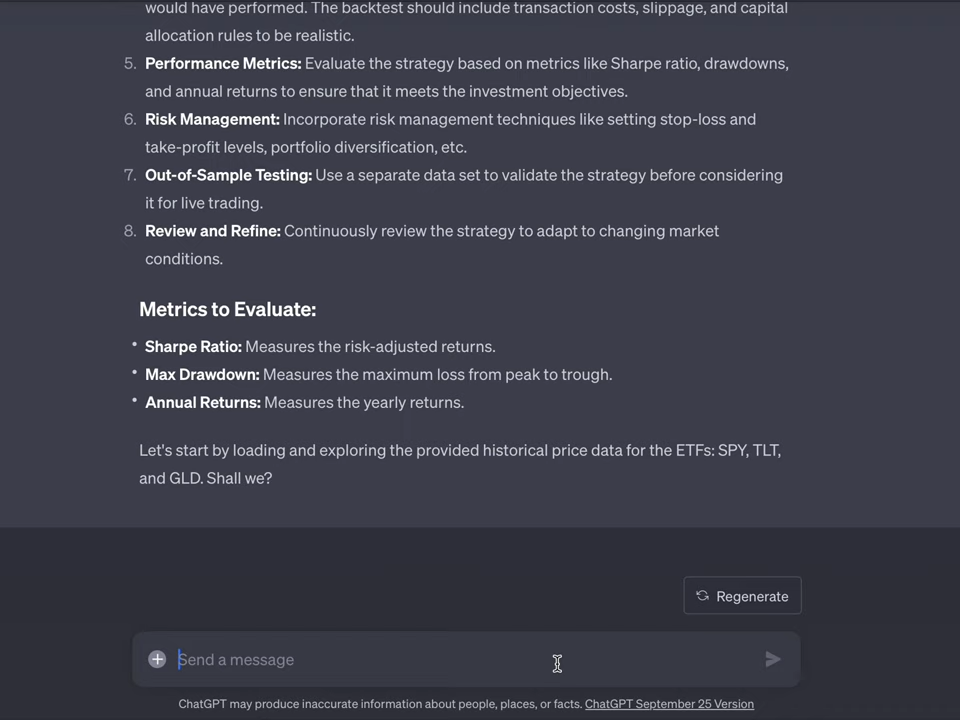 would have performed. The backtest should include transaction costs, slippage, and capital
allocation rules to be realistic.
5. Performance Metrics: Evaluate the strategy based on metrics like Sharpe ratio, drawdowns,
and annual returns to ensure that it meets the investment objectives.
6. Risk Management: Incorporate risk management techniques like setting stop-loss and
take-profit levels, portfolio diversification, etc.
7. Out-of-Sample Testing: Use a separate data set to validate the strategy before considering
it for live trading.
8. Review and Refine: Continuously review the strategy to adapt to changing market
conditions.
Metrics to Evaluate:
• Sharpe Ratio: Measures the risk-adjusted returns.
• Max Drawdown: Measures the maximum loss from peak to trough.
• Annual Returns: Measures the yearly returns.
Let's start by loading and exploring the provided historical price data for the ETFs: SPY, TLT,
and GLD. Shall we?
Regenerate
Send a message
ChatGPT may produce inaccurate information about people, places, or facts. ChatGPT September 25 Version